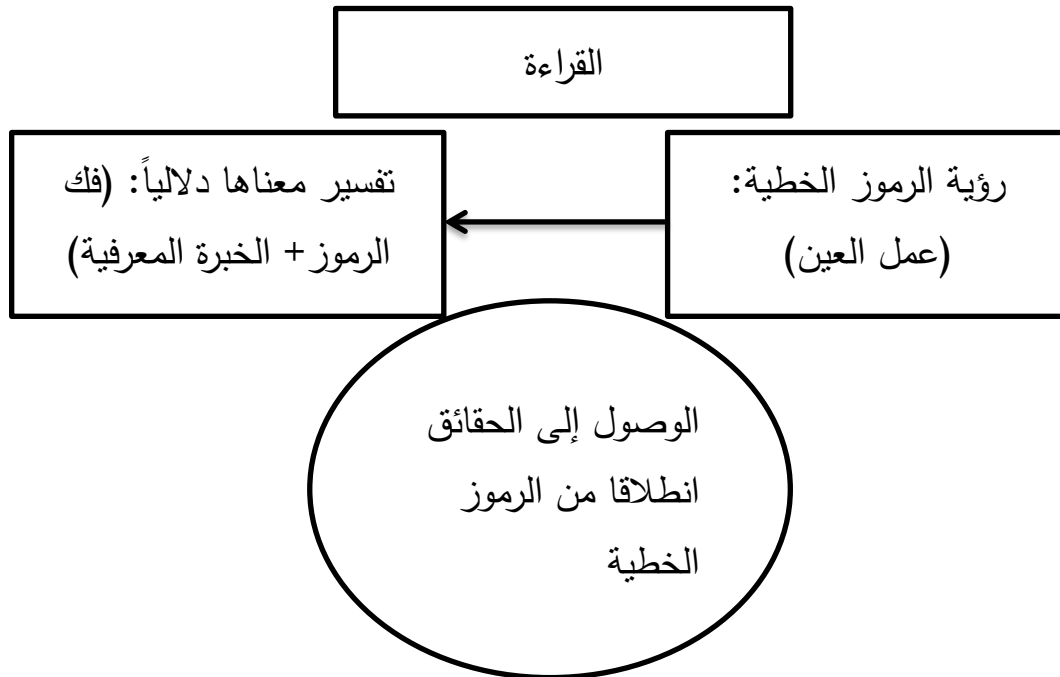 القراءة
رؤية الرموز الخطية:
(عمل العين)
تفسير معناها دلالياً: (فك
الرموز+ الخبرة المعرفية)
الوصول إلى الحقائق
انطلاقا من الرموز
الخطية